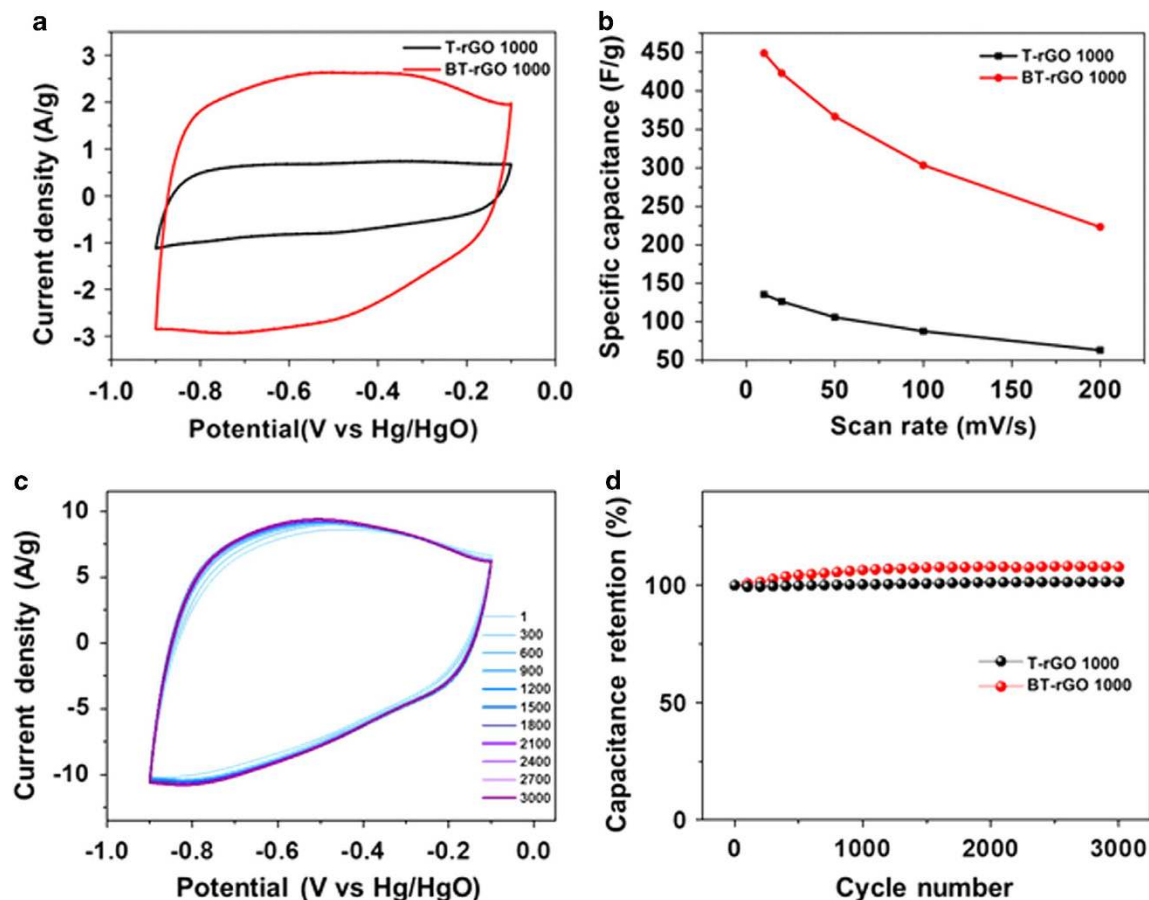 a
T-rGO 1000
BT-rGO 1000
3
2
1
0
-1
-2
-3
Current density (A/g)
-1.0 -0.8 -0.6 -0.4 -0.2 0.0
Potential(V vs Hg/HgO)
b
T-rGO 1000
BT-rGO 1000
450
400
350
300
250
200
150
100
50
Specific capacitance (F/g)
0 50 100 150 200
Scan rate (mV/s)
c
10
5
0
-5
-10
Current density (A/g)
1
300
600
900
1200
1500
1800
2100
2400
2700
3000
-1.0 -0.8 -0.6 -0.4 -0.2 0.0
Potential (V vs Hg/HgO)
d
100
50
0
Capacitance retention (%)
T-rGO 1000
BT-rGO 1000
0 1000 2000 3000
Cycle number